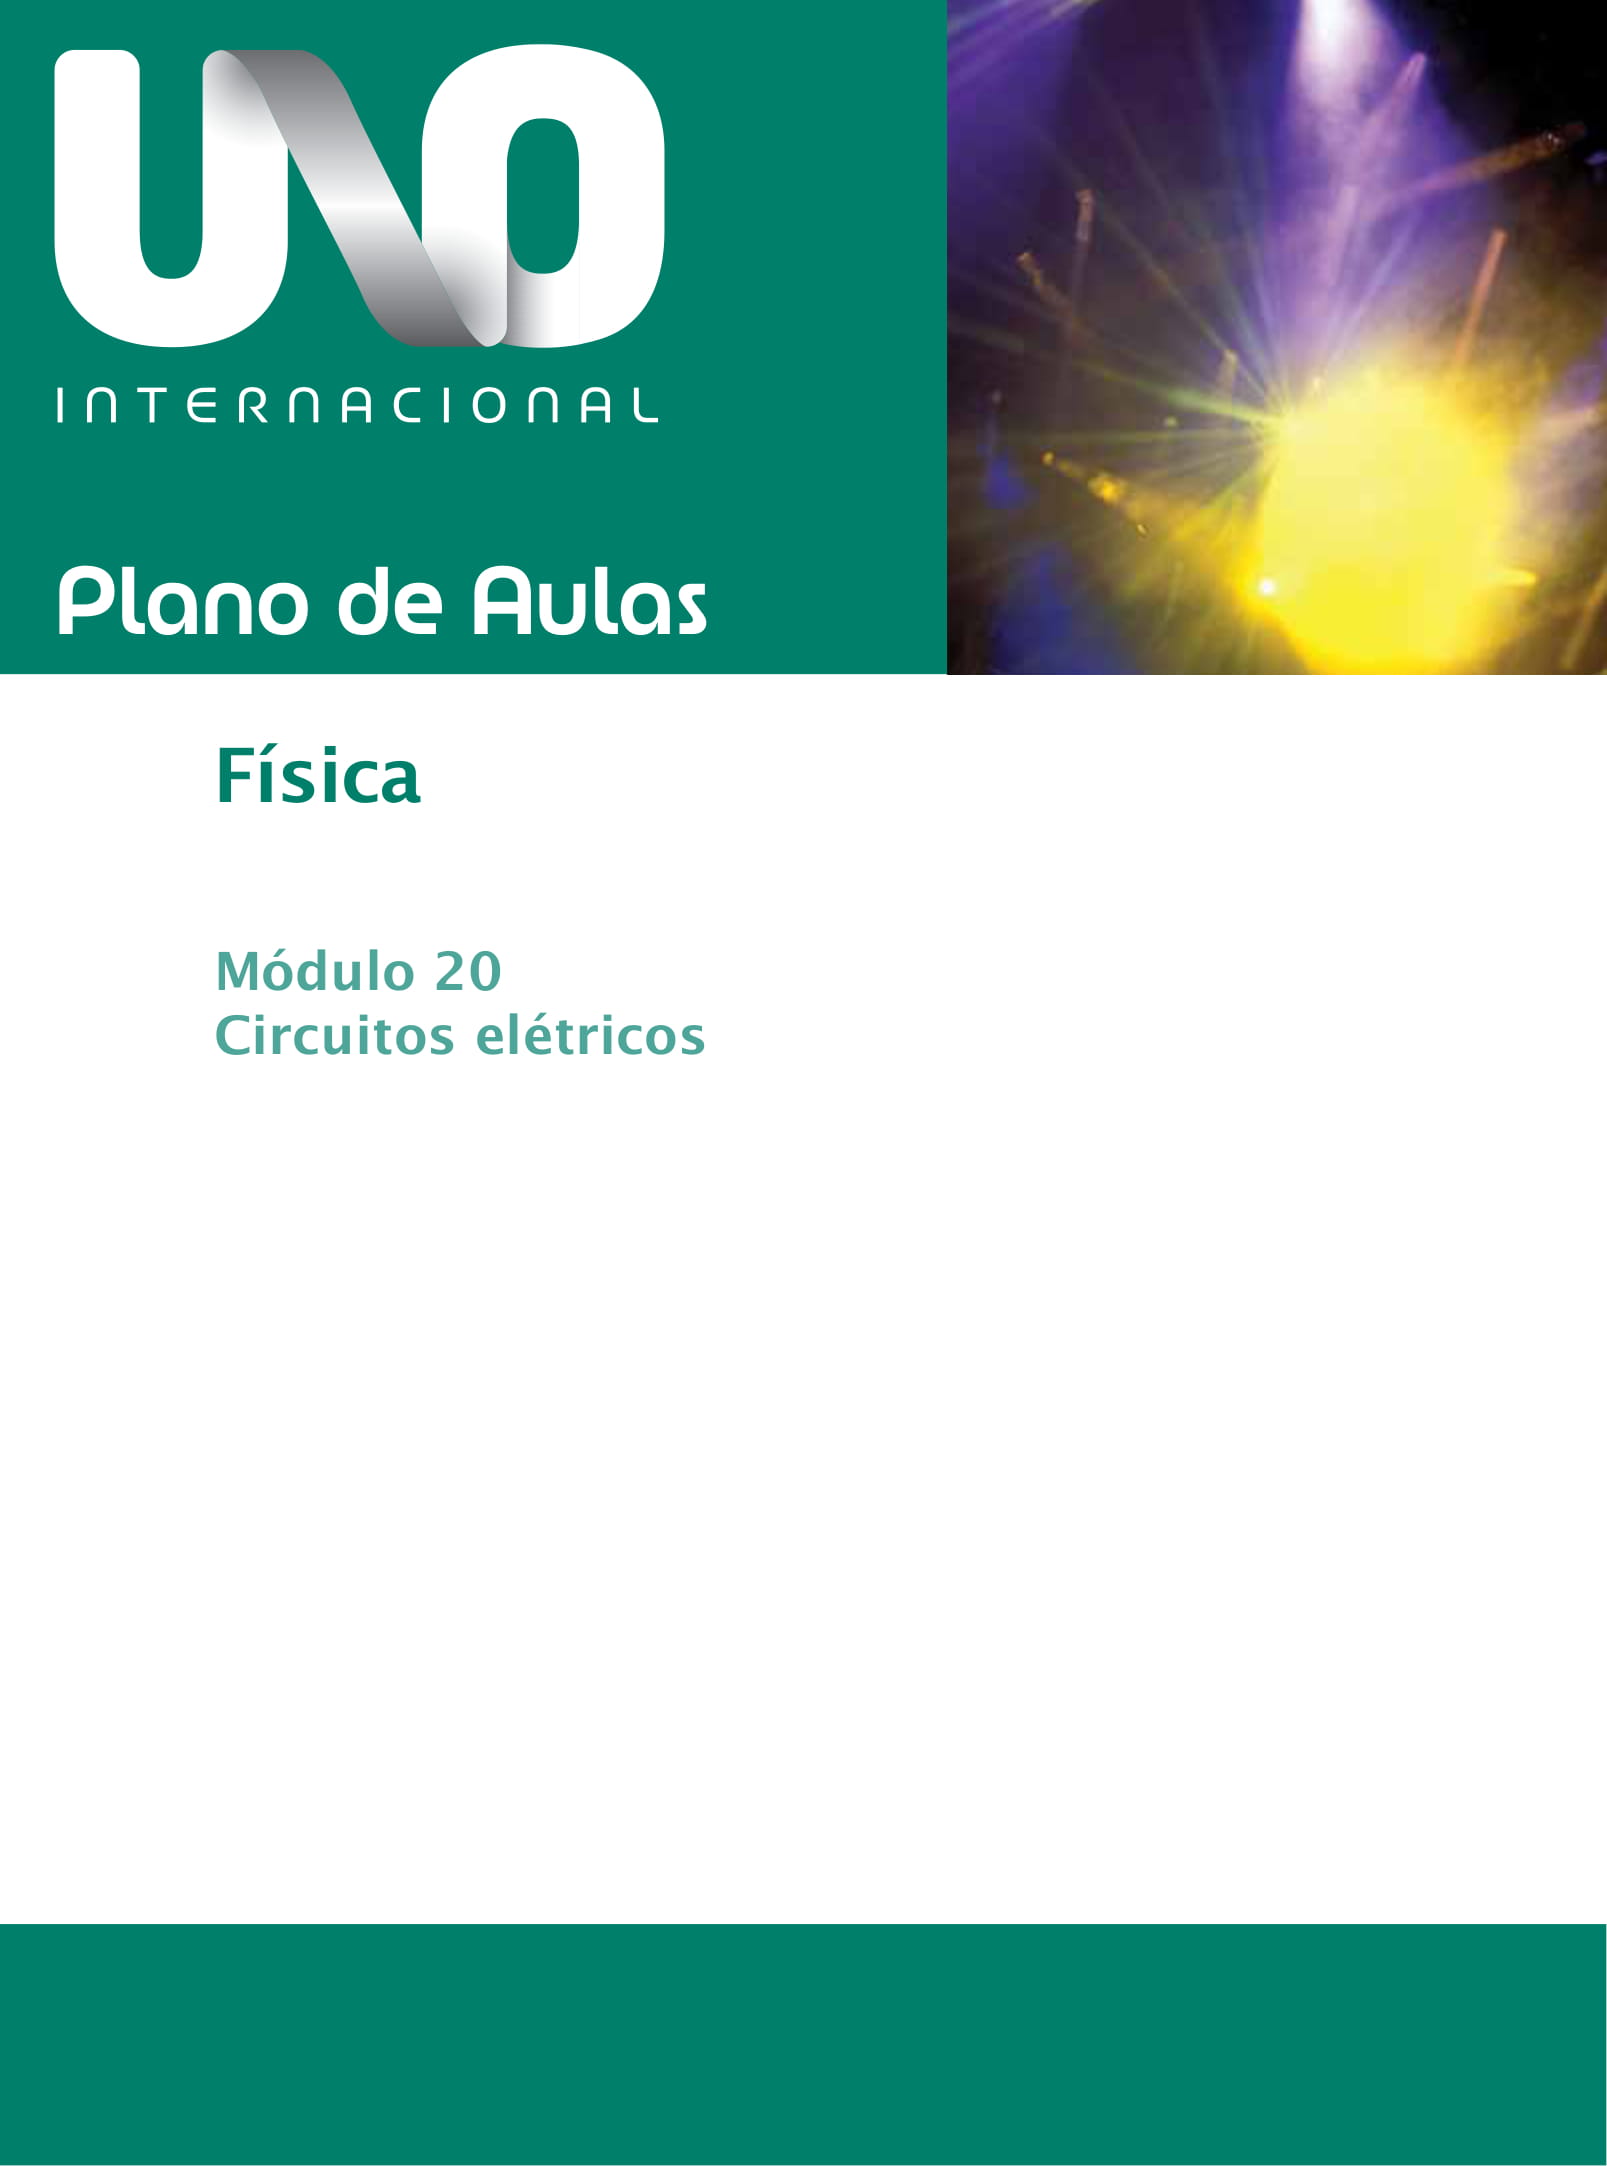 UNO
INTERNACIONAL
Plano de Aulas
Física
Módulo 20
Circuitos elétricos